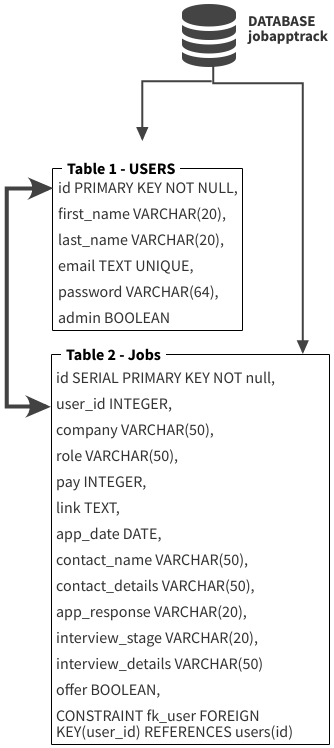 DATABASE
jobapptrack
Table 1 - USERS
id PRIMARY KEY NOT NULL,
first_name VARCHAR(20),
last_name VARCHAR(20),
email TEXT UNIQUE,
password VARCHAR(64),
admin BOOLEAN
Table 2 - Jobs
id SERIAL PRIMARY KEY NOT null,
user_id INTEGER,
company VARCHAR(50),
role VARCHAR(50),
pay INTEGER,
link TEXT,
app_date DATE,
contact_name VARCHAR(50),
contact_details VARCHAR(50),
app_response VARCHAR(20),
interview_stage VARCHAR(20),
interview_details VARCHAR(50)
offer BOOLEAN,
CONSTRAINT fk_user FOREIGN
KEY(user_id) REFERENCES users(id)